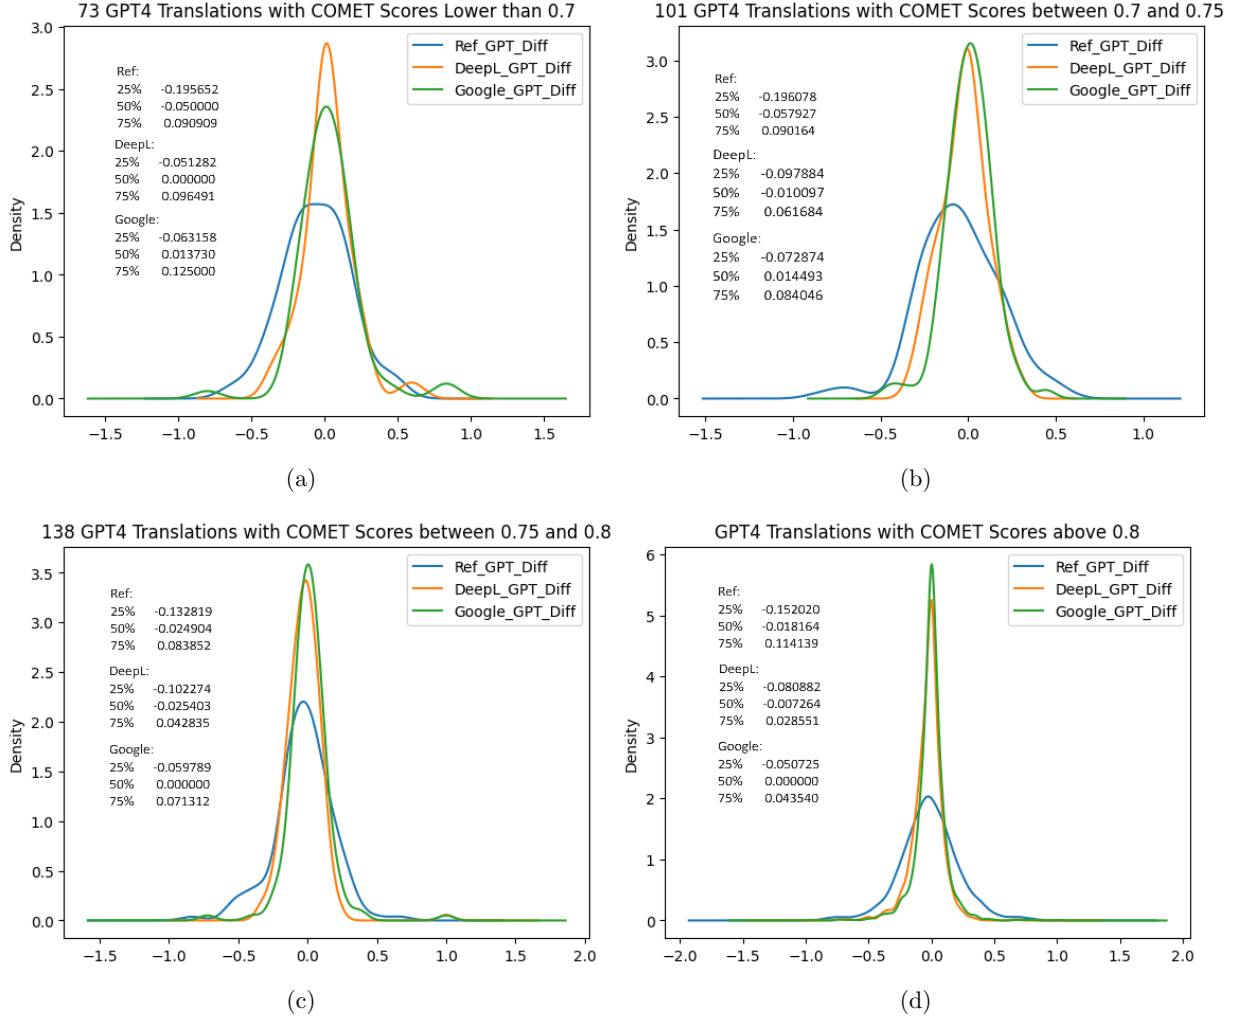 73 GPT4 Translations with COMET Scores Lower than 0.7
3.0
2.5
2.0
1.5
1.0
0.5
0.0
Density
Ref:
25% -0.195652
50% -0.050000
75% 0.090909
DeepL:
25% -0.051282
50% 0.000000
75% 0.096491
Google:
25% -0.063158
50% 0.013730
75% 0.125000
Ref_GPT_Diff
DeepL_GPT_Diff
Google_GPT_Diff
−1.5 −1.0 −0.5 0.0 0.5 1.0 1.5
(a)
101 GPT4 Translations with COMET Scores between 0.7 and 0.75
3.0
2.5
2.0
1.5
1.0
0.5
0.0
Density
Ref:
25% -0.196078
50% -0.057927
75% 0.090164
DeepL:
25% -0.097884
50% -0.010097
75% 0.061684
Google:
25% -0.072874
50% 0.014493
75% 0.084046
Ref_GPT_Diff
DeepL_GPT_Diff
Google_GPT_Diff
−1.5 −1.0 −0.5 0.0 0.5 1.0
(b)
138 GPT4 Translations with COMET Scores between 0.75 and 0.8
3.5
3.0
2.5
2.0
1.5
1.0
0.5
0.0
Density
Ref:
25% -0.132819
50% -0.024904
75% 0.083852
DeepL:
25% -0.102274
50% -0.025403
75% 0.042835
Google:
25% -0.059789
50% 0.000000
75% 0.071312
Ref_GPT_Diff
DeepL_GPT_Diff
Google_GPT_Diff
−1.5 −1.0 −0.5 0.0 0.5 1.0 1.5 2.0
(c)
GPT4 Translations with COMET Scores above 0.8
6
5
4
3
2
1
0
Density
Ref:
25% -0.152020
50% -0.018164
75% 0.114139
DeepL:
25% -0.080882
50% -0.007264
75% 0.028551
Google:
25% -0.050725
50% 0.000000
75% 0.043540
Ref_GPT_Diff
DeepL_GPT_Diff
Google_GPT_Diff
−2.0 −1.5 −1.0 −0.5 0.0 0.5 1.0 1.5 2.0
(d)